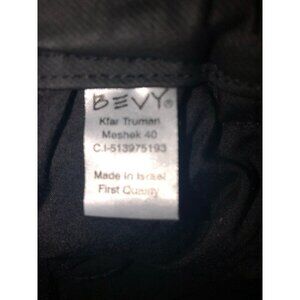 BEVY®
Kfar Truman
Meshek 40
C.I-513975193
Made in Israel
First Quality